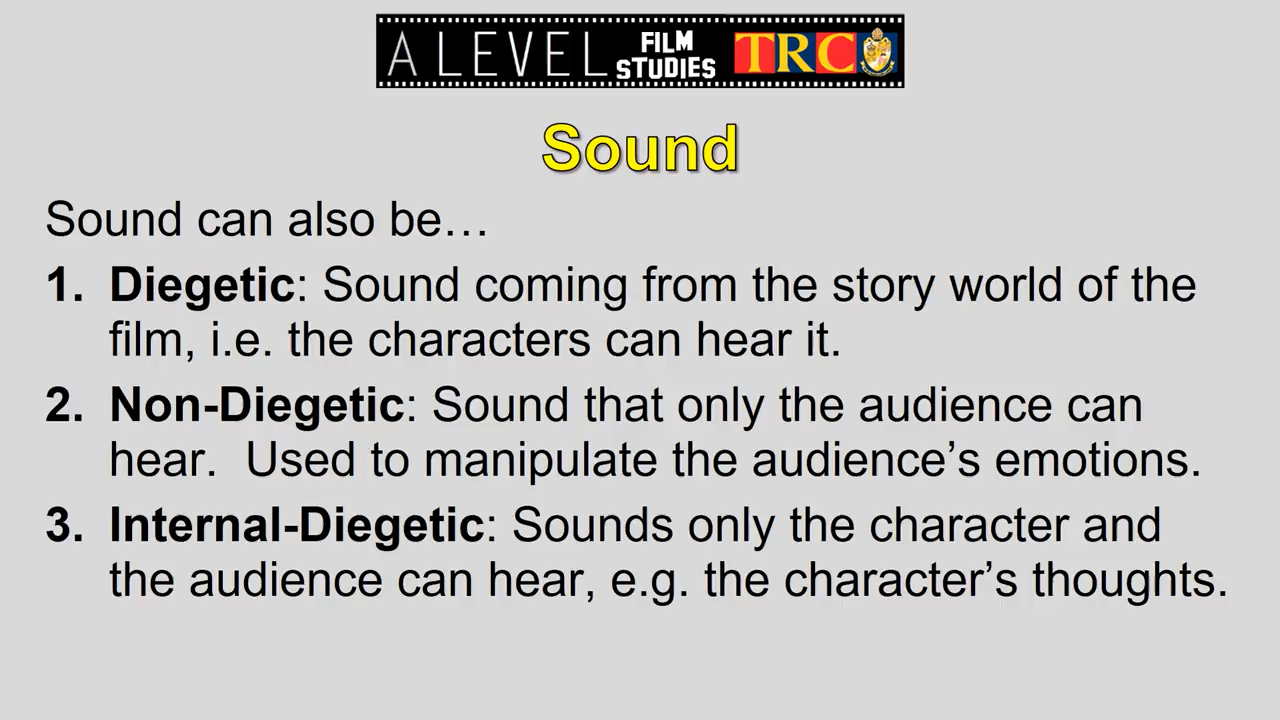 A LEVEL FILM STUDIES TRC
Sound
Sound can also be…
1. Diegetic: Sound coming from the story world of the
film, i.e. the characters can hear it.
2. Non-Diegetic: Sound that only the audience can
hear.  Used to manipulate the audience’s emotions.
3. Internal-Diegetic: Sounds only the character and
the audience can hear, e.g. the character’s thoughts.